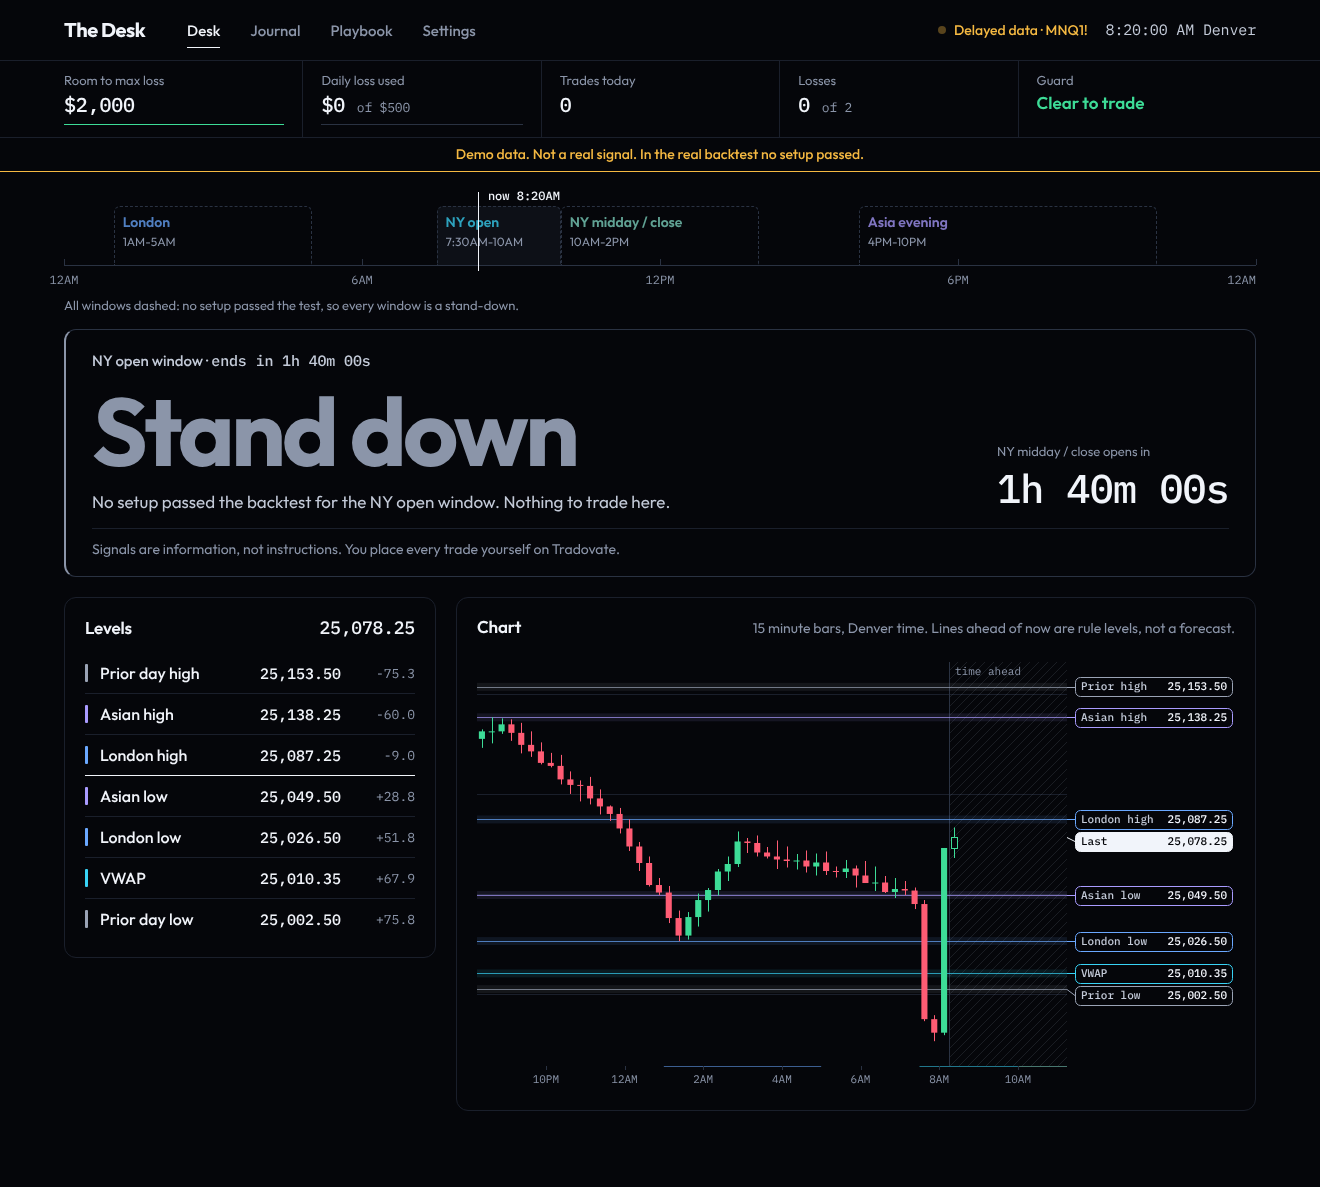 The Desk
Desk
Journal
Playbook
Settings
Delayed data · MNQ1!
8:20:00 AM Denver
Room to max loss
$2,000
Daily loss used
$0 of $500
Trades today
0
Losses
0 of 2
Guard
Clear to trade
Demo data. Not a real signal. In the real backtest no setup passed.
now 8:20AM
London
1AM-5AM
NY open
7:30AM-10AM
NY midday / close
10AM-2PM
Asia evening
4PM-10PM
12AM
6AM
12PM
6PM
12AM
All windows dashed: no setup passed the test, so every window is a stand-down.
NY open window · ends in 1h 40m 00s
Stand down
No setup passed the backtest for the NY open window. Nothing to trade here.
NY midday / close opens in
1h 40m 00s
Signals are information, not instructions. You place every trade yourself on Tradovate.
Levels
25,078.25
Prior day high 25,153.50 -75.3
Asian high 25,138.25 -60.0
London high 25,087.25 -9.0
Asian low 25,049.50 +28.8
London low 25,026.50 +51.8
VWAP 25,010.35 +67.9
Prior day low 25,002.50 +75.8
Chart
15 minute bars, Denver time. Lines ahead of now are rule levels, not a forecast.
time ahead
Prior high 25,153.50
Asian high 25,138.25
London high 25,087.25
Last 25,078.25
Asian low 25,049.50
London low 25,026.50
VWAP 25,010.35
Prior low 25,002.50
10PM
12AM
2AM
4AM
6AM
8AM
10AM